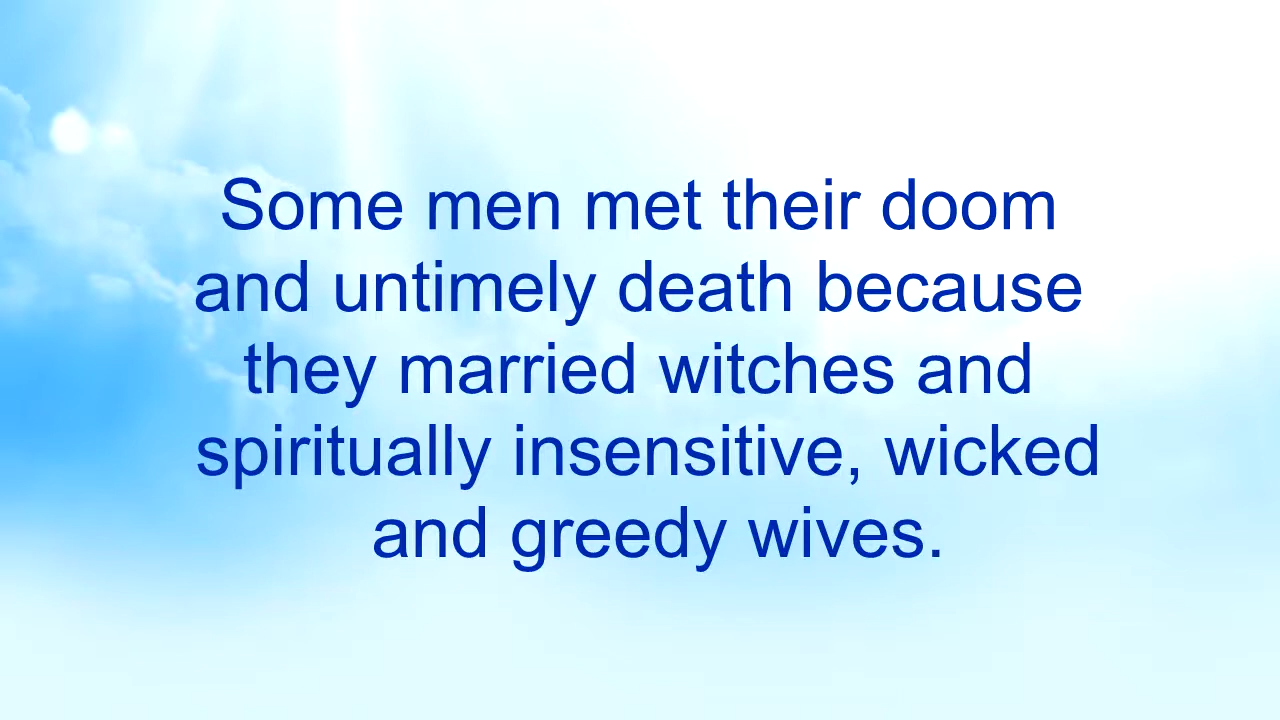 Some men met their doom
and untimely death because
they married witches and
spiritually insensitive, wicked
and greedy wives.